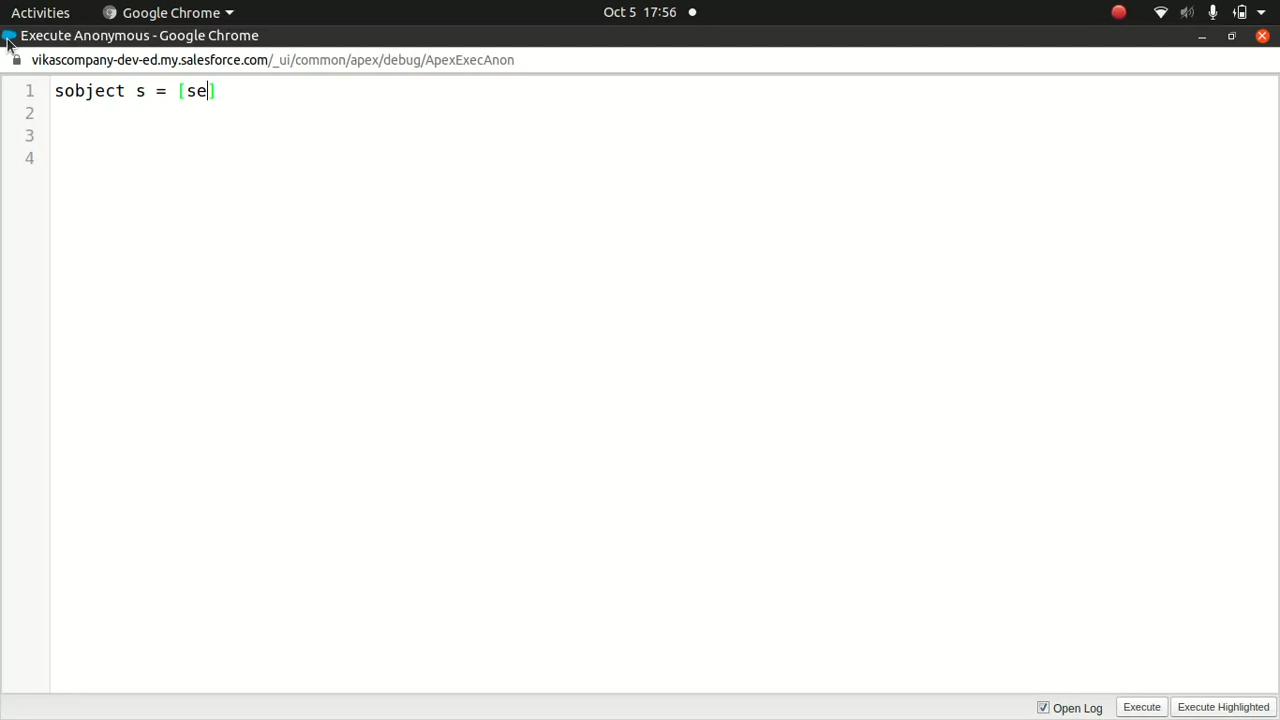 Activities Google Chrome Oct 5 17:56
Execute Anonymous - Google Chrome
vikascompany-dev-ed.my.salesforce.com/_ui/common/apex/debug/ApexExecAnon
1 sobject s = [se]
2
3
4
Open Log Execute Execute Highlighted